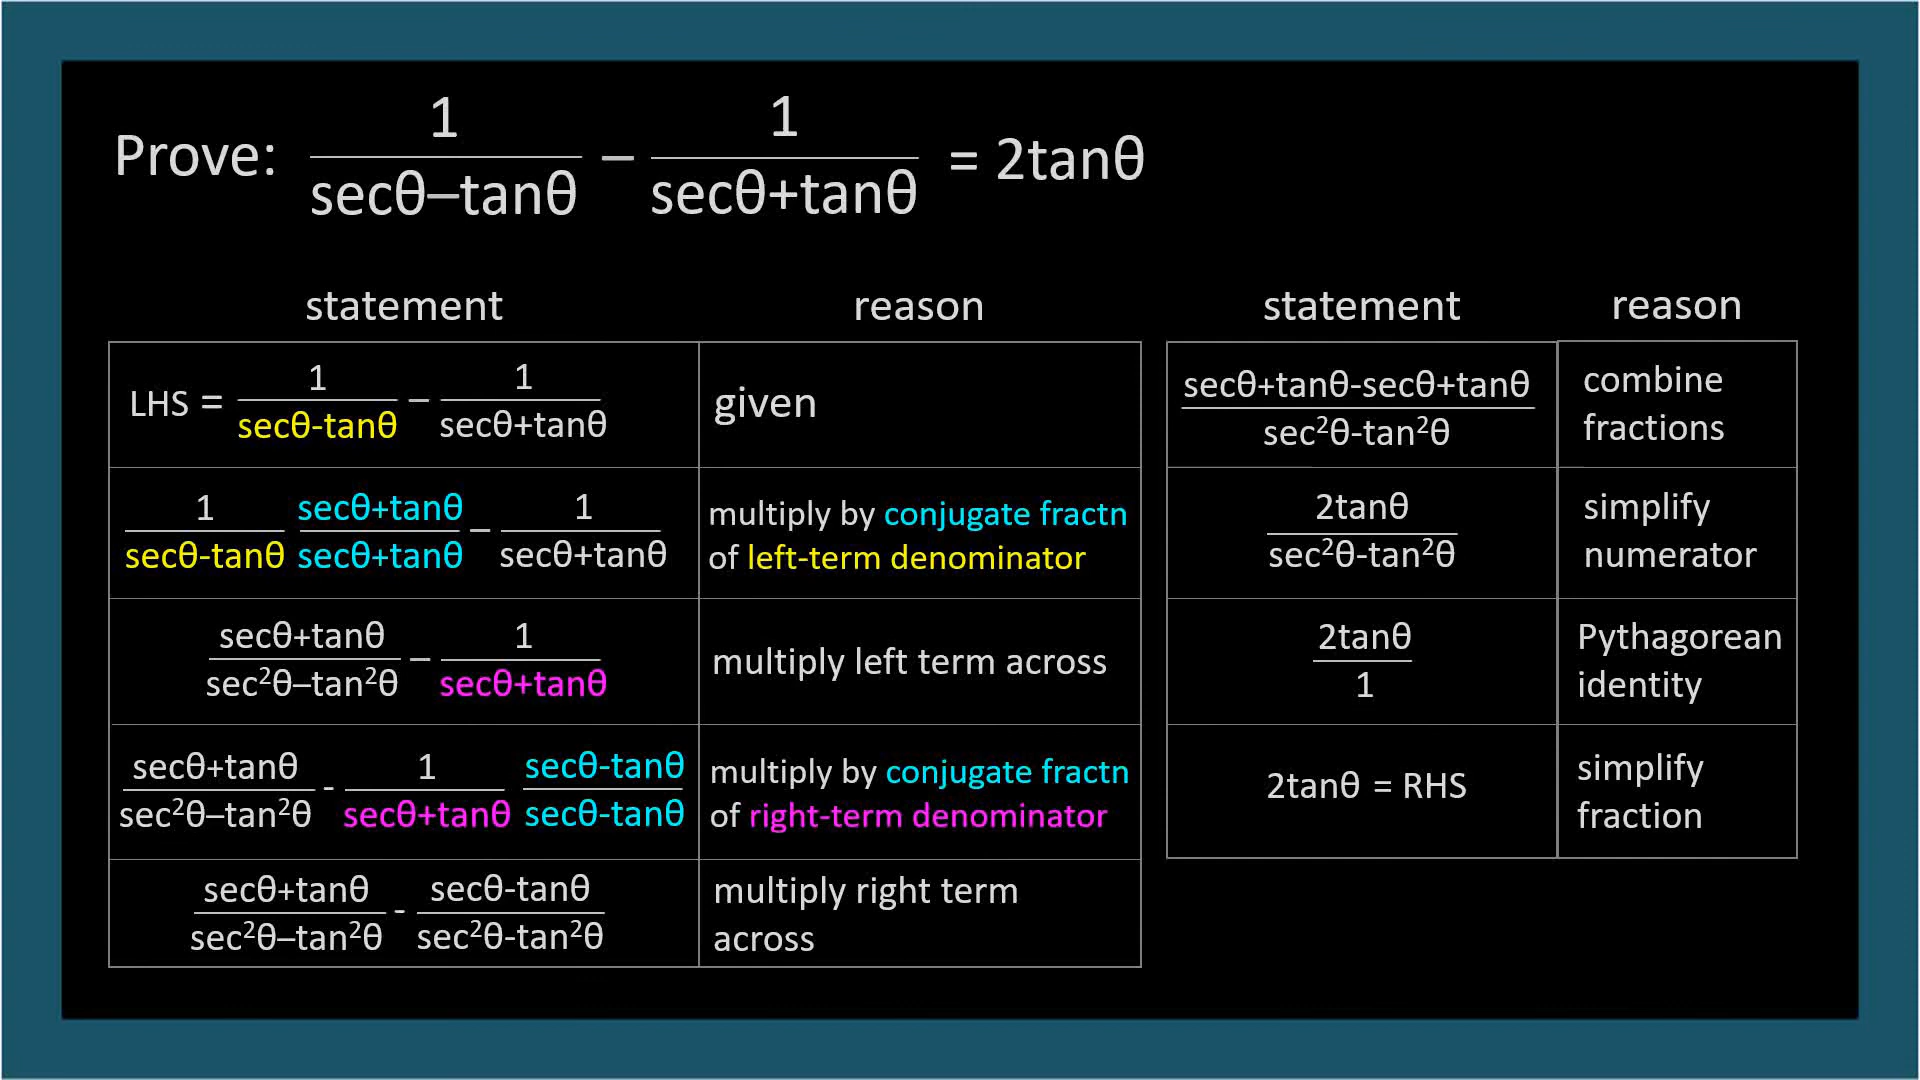 Prove: 1/(secθ–tanθ) – 1/(secθ+tanθ) = 2tanθ
statement reason
LHS = 1/(secθ-tanθ) – 1/(secθ+tanθ) given
1/(secθ-tanθ) (secθ+tanθ)/(secθ+tanθ) – 1/(secθ+tanθ) multiply by conjugate fractn
of left-term denominator
(secθ+tanθ)/(sec²θ–tan²θ) – 1/(secθ+tanθ) multiply left term across
(secθ+tanθ)/(sec²θ–tan²θ) - 1/(secθ+tanθ) (secθ-tanθ)/(secθ-tanθ) multiply by conjugate fractn
of right-term denominator
(secθ+tanθ)/(sec²θ–tan²θ) - (secθ-tanθ)/(sec²θ-tan²θ) multiply right term
across
statement reason
(secθ+tanθ-secθ+tanθ)/(sec²θ-tan²θ) combine
fractions
2tanθ/(sec²θ-tan²θ) simplify
numerator
2tanθ/1 Pythagorean
identity
2tanθ = RHS simplify
fraction